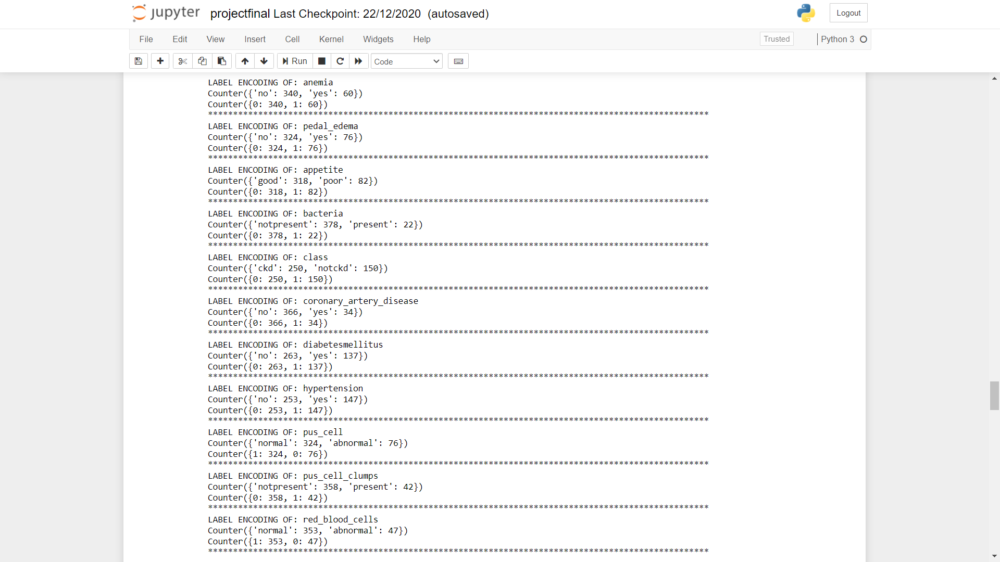 jupyter projectfinal Last Checkpoint: 22/12/2020 (autosaved) Logout
File Edit View Insert Cell Kernel Widgets Help Trusted Python 3
Run Code
LABEL ENCODING OF: anemia
Counter({'no': 340, 'yes': 60})
Counter({0: 340, 1: 60})
****************************************************************************************************
LABEL ENCODING OF: pedal_edema
Counter({'no': 324, 'yes': 76})
Counter({0: 324, 1: 76})
****************************************************************************************************
LABEL ENCODING OF: appetite
Counter({'good': 318, 'poor': 82})
Counter({0: 318, 1: 82})
****************************************************************************************************
LABEL ENCODING OF: bacteria
Counter({'notpresent': 378, 'present': 22})
Counter({0: 378, 1: 22})
****************************************************************************************************
LABEL ENCODING OF: class
Counter({'ckd': 250, 'notckd': 150})
Counter({0: 250, 1: 150})
****************************************************************************************************
LABEL ENCODING OF: coronary_artery_disease
Counter({'no': 366, 'yes': 34})
Counter({0: 366, 1: 34})
****************************************************************************************************
LABEL ENCODING OF: diabetesmellitus
Counter({'no': 263, 'yes': 137})
Counter({0: 263, 1: 137})
****************************************************************************************************
LABEL ENCODING OF: hypertension
Counter({'no': 253, 'yes': 147})
Counter({0: 253, 1: 147})
****************************************************************************************************
LABEL ENCODING OF: pus_cell
Counter({'normal': 324, 'abnormal': 76})
Counter({1: 324, 0: 76})
****************************************************************************************************
LABEL ENCODING OF: pus_cell_clumps
Counter({'notpresent': 358, 'present': 42})
Counter({0: 358, 1: 42})
****************************************************************************************************
LABEL ENCODING OF: red_blood_cells
Counter({'normal': 353, 'abnormal': 47})
Counter({1: 353, 0: 47})
****************************************************************************************************